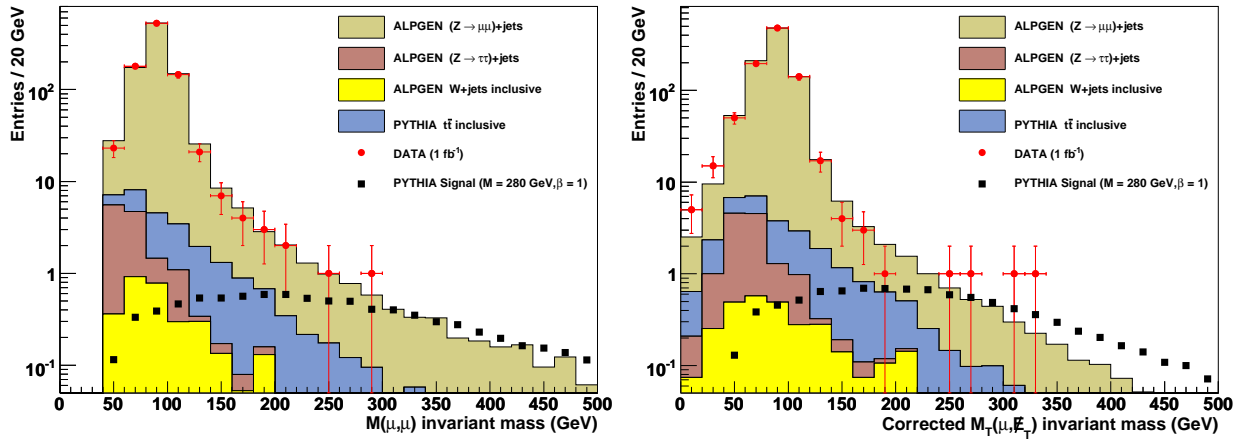 Entries / 20 GeV
10²
10
1
10⁻¹
ALPGEN (Z → μμ)+jets
ALPGEN (Z → ττ)+jets
ALPGEN W+jets inclusive
PYTHIA tt̄ inclusive
DATA (1 fb⁻¹)
PYTHIA Signal (M = 280 GeV,β = 1)
0 50 100 150 200 250 300 350 400 450 500
M(μ,μ) invariant mass (GeV)
Entries / 20 GeV
10²
10
1
10⁻¹
ALPGEN (Z → μμ)+jets
ALPGEN (Z → ττ)+jets
ALPGEN W+jets inclusive
PYTHIA tt̄ inclusive
DATA (1 fb⁻¹)
PYTHIA Signal (M = 280 GeV,β = 1)
0 50 100 150 200 250 300 350 400 450 500
Corrected M_T(μ,E̸_T) invariant mass (GeV)